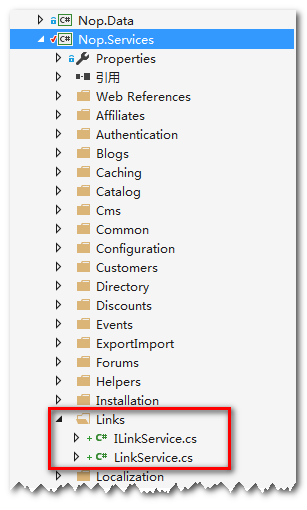 Nop.Data
Nop.Services
Properties
引用
Web References
Affiliates
Authentication
Blogs
Caching
Catalog
Cms
Common
Configuration
Customers
Directory
Discounts
Events
ExportImport
Forums
Helpers
Installation
Links
ILinkService.cs
LinkService.cs
Localization